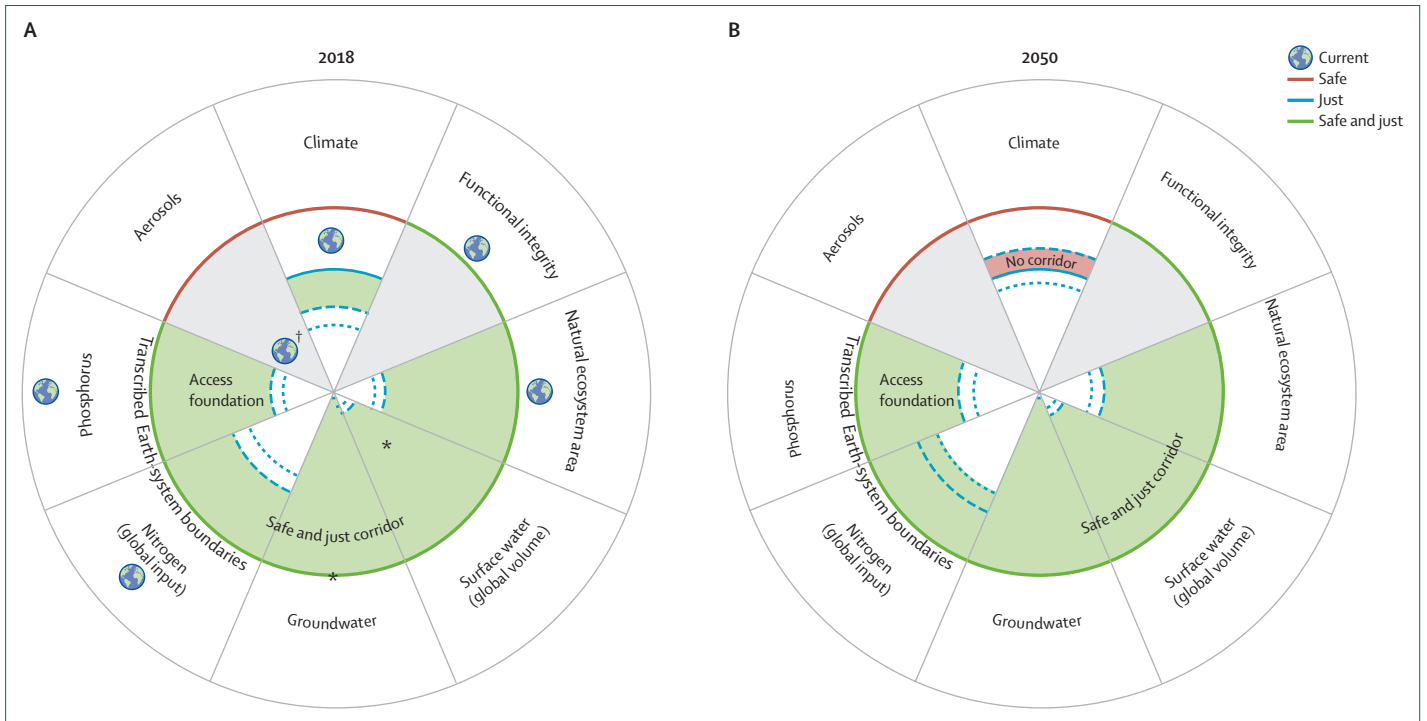 A
2018
Climate
Functional integrity
Natural ecosystem area
Surface water
(global volume)
Groundwater
Nitrogen
(global input)
Phosphorus
Aerosols
†
Access
foundation
Transcribed Earth-system boundaries
*
Safe and just corridor
*
B
2050
Current
Safe
Just
Safe and just
Climate
Functional integrity
Natural ecosystem area
Surface water
(global volume)
Groundwater
Nitrogen
(global input)
Phosphorus
Aerosols
No corridor
Access
foundation
Transcribed Earth-system boundaries
Safe and just corridor